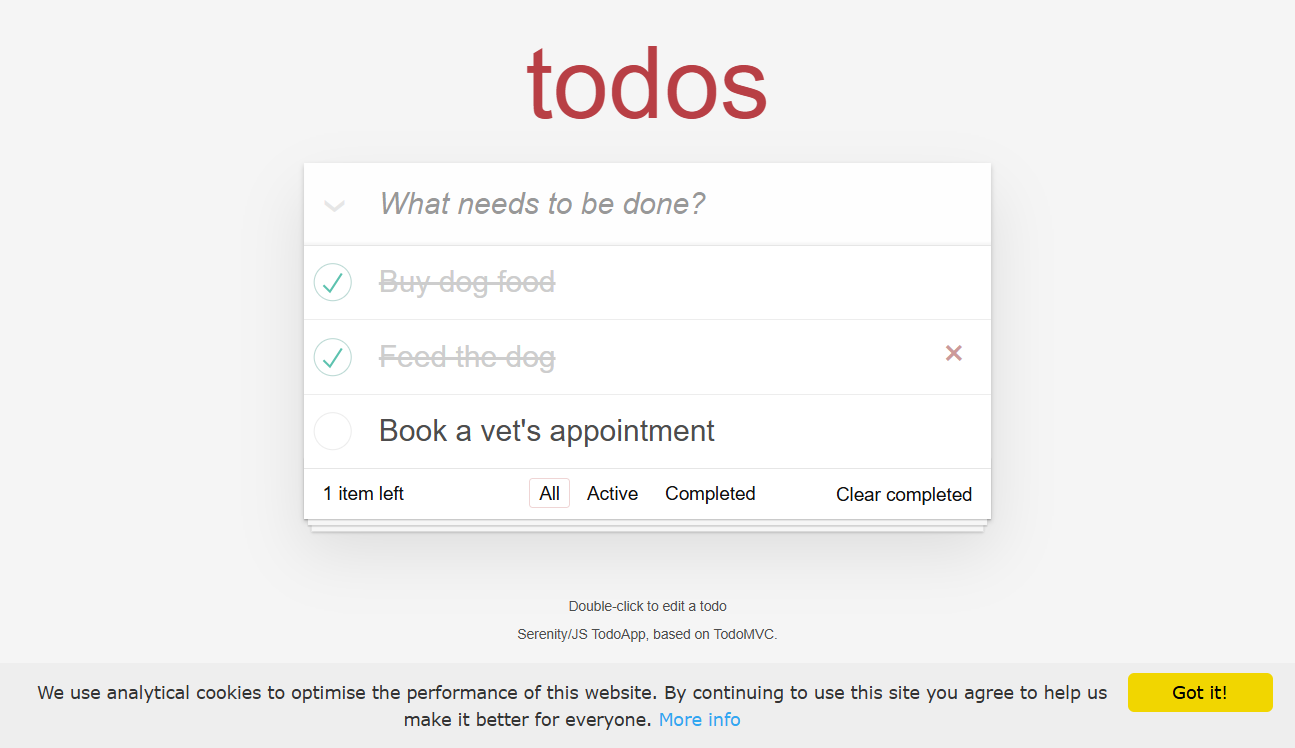 todos
What needs to be done?
Buy dog food
Feed the dog
Book a vet's appointment
1 item left All Active Completed Clear completed
Double-click to edit a todo
Serenity/JS TodoApp, based on TodoMVC.
We use analytical cookies to optimise the performance of this website. By continuing to use this site you agree to help us
make it better for everyone. More info
Got it!